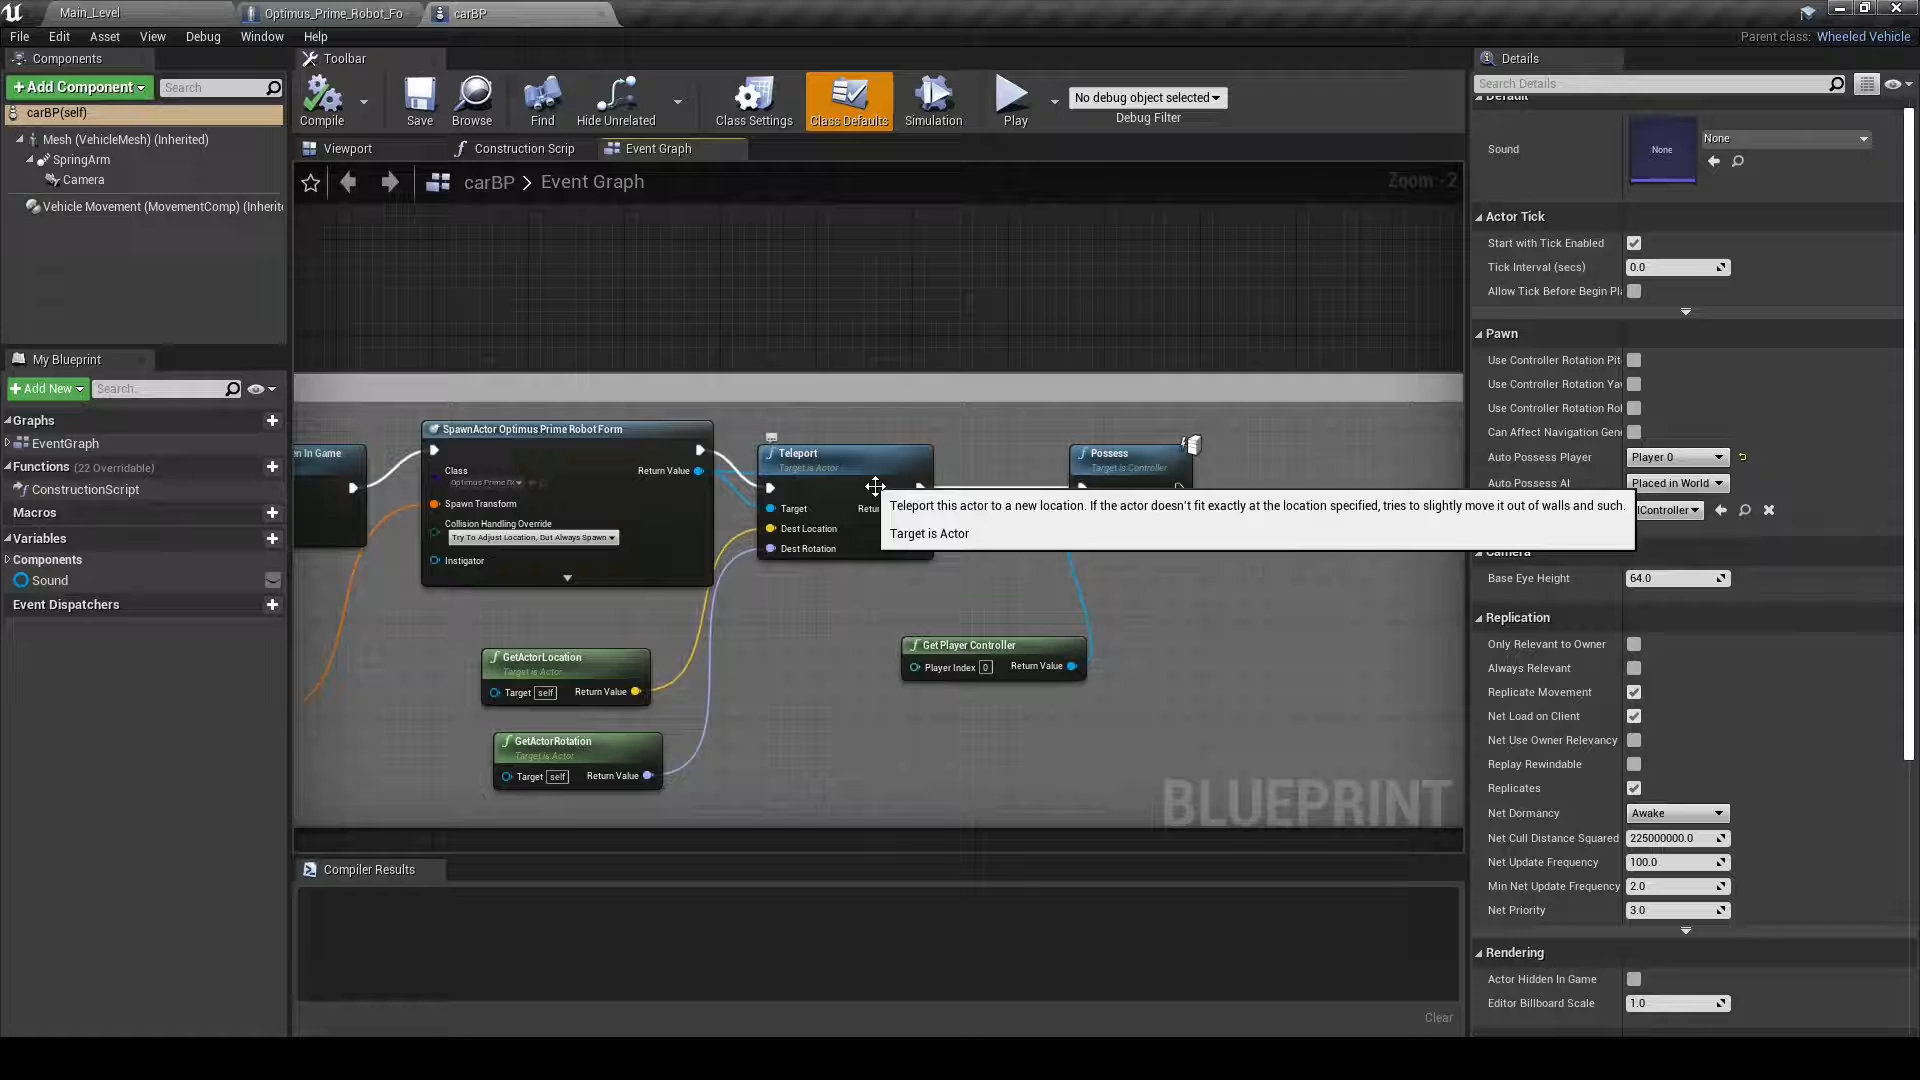 Main_Level
Optimus_Prime_Robot_Fo
carBP
File
Edit
Asset
View
Debug
Window
Help
Parent class: Wheeled Vehicle
Components
+Add Component
Search
carBP(self)
Mesh (VehicleMesh) (Inherited)
SpringArm
Camera
Vehicle Movement (MovementComp) (Inherit
My Blueprint
+Add New
Search
Graphs
EventGraph
Functions (22 Overridable)
ConstructionScript
Macros
Variables
Components
Sound
Event Dispatchers
Toolbar
Compile
Save
Browse
Find
Hide Unrelated
Class Settings
Class Defaults
Simulation
Play
No debug object selected
Debug Filter
Viewport
Construction Scrip
Event Graph
carBP > Event Graph
Zoom -2
n In Game
SpawnActor Optimus Prime Robot Form
Class
Return Value
Spawn Transform
Collision Handling Override
Try To Adjust Location, But Always Spawn
Instigator
Teleport
Target is Actor
Target
Retu
Dest Location
Dest Rotation
Possess
Target is Controller
Teleport this actor to a new location. If the actor doesn't fit exactly at the location specified, tries to slightly move it out of walls and such.
Target is Actor
GetActorLocation
Target is Actor
Target self
Return Value
GetActorRotation
Target is Actor
Target self
Return Value
Get Player Controller
Player Index 0
Return Value
BLUEPRINT
Compiler Results
Clear
Details
Search Details
Default
Sound
None
None
Actor Tick
Start with Tick Enabled
Tick Interval (secs)
0.0
Allow Tick Before Begin Pl
Pawn
Use Controller Rotation Pit
Use Controller Rotation Ya
Use Controller Rotation Rol
Can Affect Navigation Gen
Auto Possess Player
Player 0
Auto Possess AI
Placed in World
IController
Camera
Base Eye Height
64.0
Replication
Only Relevant to Owner
Always Relevant
Replicate Movement
Net Load on Client
Net Use Owner Relevancy
Replay Rewindable
Replicates
Net Dormancy
Awake
Net Cull Distance Squared
225000000.0
Net Update Frequency
100.0
Min Net Update Frequency
2.0
Net Priority
3.0
Rendering
Actor Hidden In Game
Editor Billboard Scale
1.0